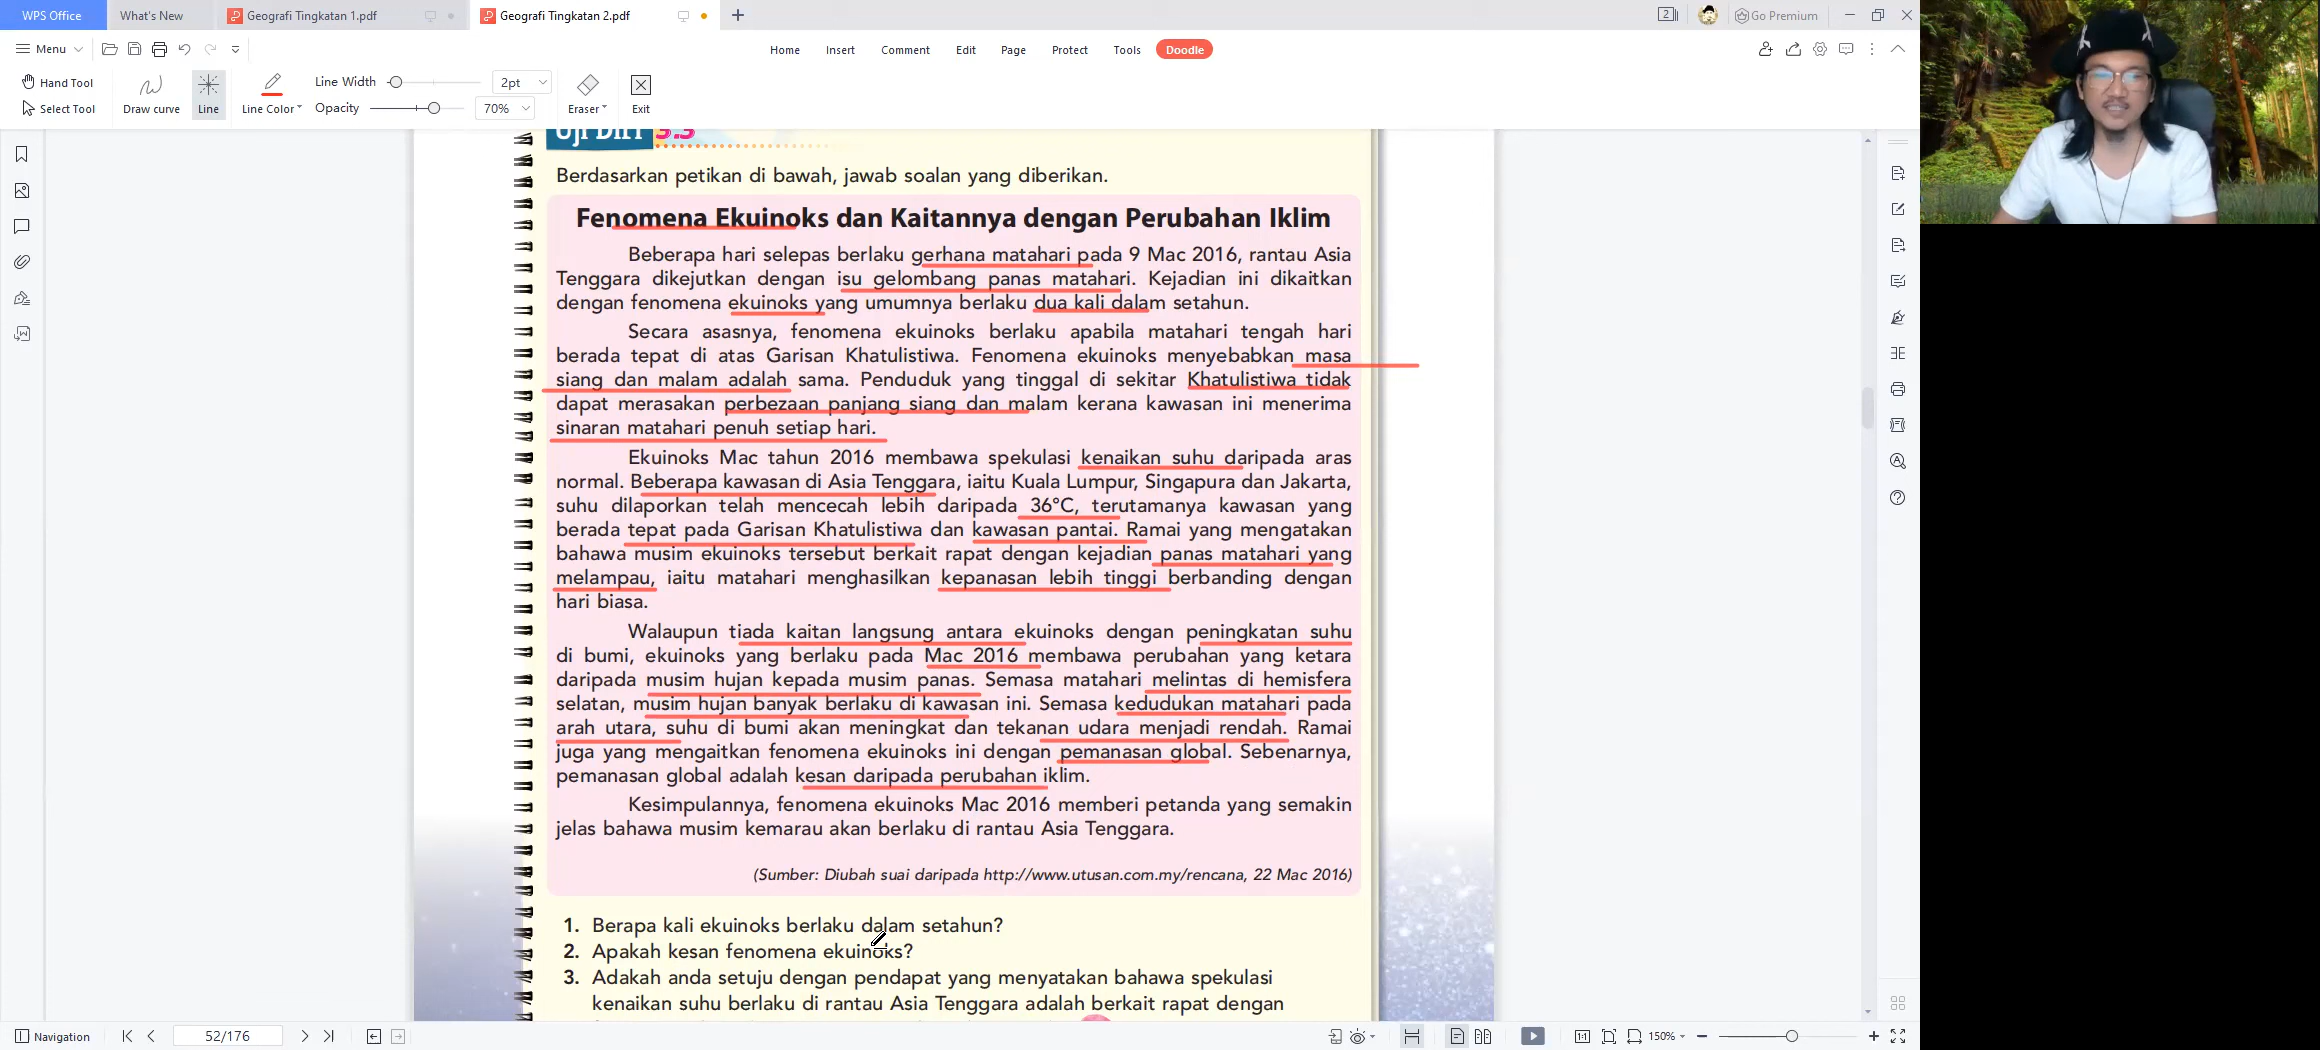 WPS Office What's New Geografi Tingkatan 1.pdf Geografi Tingkatan 2.pdf + 2 Go Premium
Menu Home Insert Comment Edit Page Protect Tools Doodle
Hand Tool Line Width 2pt
Select Tool Draw curve Line Line Color Opacity 70% Eraser Exit
Uji Diri 3.3
Berdasarkan petikan di bawah, jawab soalan yang diberikan.
Fenomena Ekuinoks dan Kaitannya dengan Perubahan Iklim
Beberapa hari selepas berlaku gerhana matahari pada 9 Mac 2016, rantau Asia
Tenggara dikejutkan dengan isu gelombang panas matahari. Kejadian ini dikaitkan
dengan fenomena ekuinoks yang umumnya berlaku dua kali dalam setahun.
Secara asasnya, fenomena ekuinoks berlaku apabila matahari tengah hari
berada tepat di atas Garisan Khatulistiwa. Fenomena ekuinoks menyebabkan masa
siang dan malam adalah sama. Penduduk yang tinggal di sekitar Khatulistiwa tidak
dapat merasakan perbezaan panjang siang dan malam kerana kawasan ini menerima
sinaran matahari penuh setiap hari.
Ekuinoks Mac tahun 2016 membawa spekulasi kenaikan suhu daripada aras
normal. Beberapa kawasan di Asia Tenggara, iaitu Kuala Lumpur, Singapura dan Jakarta,
suhu dilaporkan telah mencecah lebih daripada 36°C, terutamanya kawasan yang
berada tepat pada Garisan Khatulistiwa dan kawasan pantai. Ramai yang mengatakan
bahawa musim ekuinoks tersebut berkait rapat dengan kejadian panas matahari yang
melampau, iaitu matahari menghasilkan kepanasan lebih tinggi berbanding dengan
hari biasa.
Walaupun tiada kaitan langsung antara ekuinoks dengan peningkatan suhu
di bumi, ekuinoks yang berlaku pada Mac 2016 membawa perubahan yang ketara
daripada musim hujan kepada musim panas. Semasa matahari melintas di hemisfera
selatan, musim hujan banyak berlaku di kawasan ini. Semasa kedudukan matahari pada
arah utara, suhu di bumi akan meningkat dan tekanan udara menjadi rendah. Ramai
juga yang mengaitkan fenomena ekuinoks ini dengan pemanasan global. Sebenarnya,
pemanasan global adalah kesan daripada perubahan iklim.
Kesimpulannya, fenomena ekuinoks Mac 2016 memberi petanda yang semakin
jelas bahawa musim kemarau akan berlaku di rantau Asia Tenggara.
(Sumber: Diubah suai daripada http://www.utusan.com.my/rencana, 22 Mac 2016)
1. Berapa kali ekuinoks berlaku dalam setahun?
2. Apakah kesan fenomena ekuinoks?
3. Adakah anda setuju dengan pendapat yang menyatakan bahawa spekulasi
kenaikan suhu berlaku di rantau Asia Tenggara adalah berkait rapat dengan
Navigation 52/176 1:1 150%